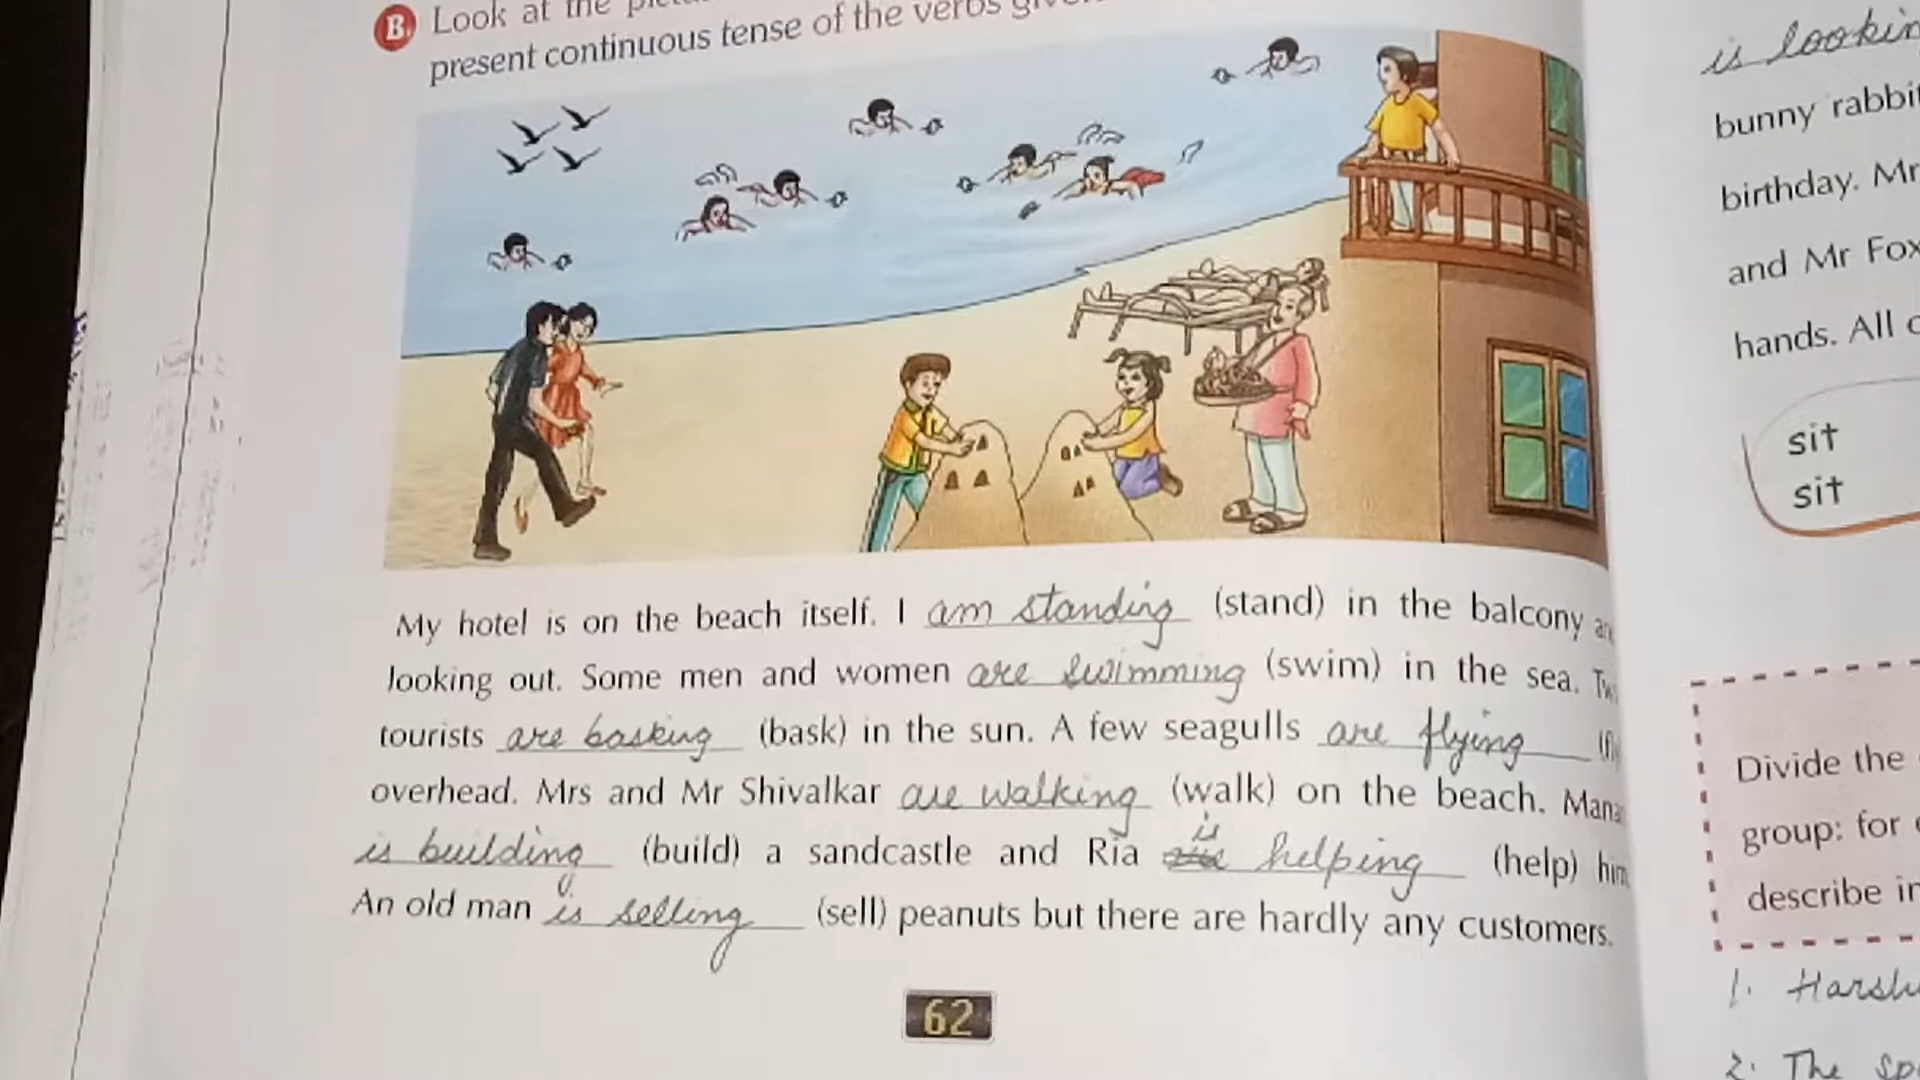 B. Look at the
present continuous tense of the verbs
My hotel is on the beach itself. I am standing (stand) in the balcony
looking out. Some men and women are swimming (swim) in the sea.
tourists are basking (bask) in the sun. A few seagulls are flying
overhead. Mrs and Mr Shivalkar are walking (walk) on the beach.
is building (build) a sandcastle and Ria is helping (help) him
An old man is selling (sell) peanuts but there are hardly any customers.
62
is lookin
bunny rabbit
birthday. Mr
and Mr Fox
hands. All
sit
sit
Divide the
group: for
describe in
1. Harsh
2. The sp